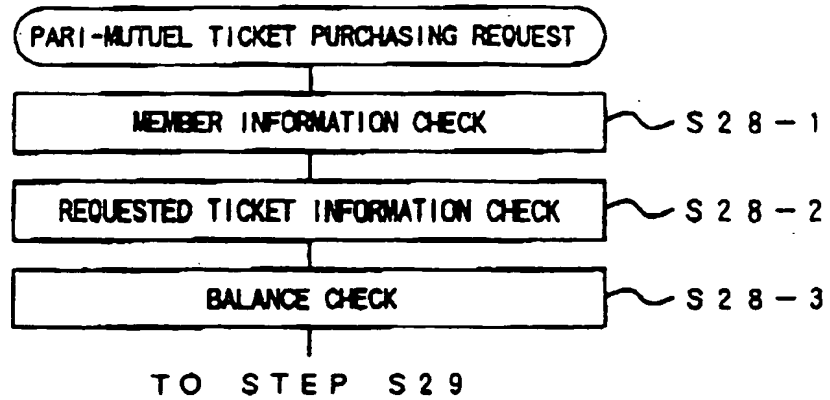 PARI-MUTUEL TICKET PURCHASING REQUEST
MEMBER INFORMATION CHECK
S28-1
REQUESTED TICKET INFORMATION CHECK
S28-2
BALANCE CHECK
S28-3
TO STEP S29